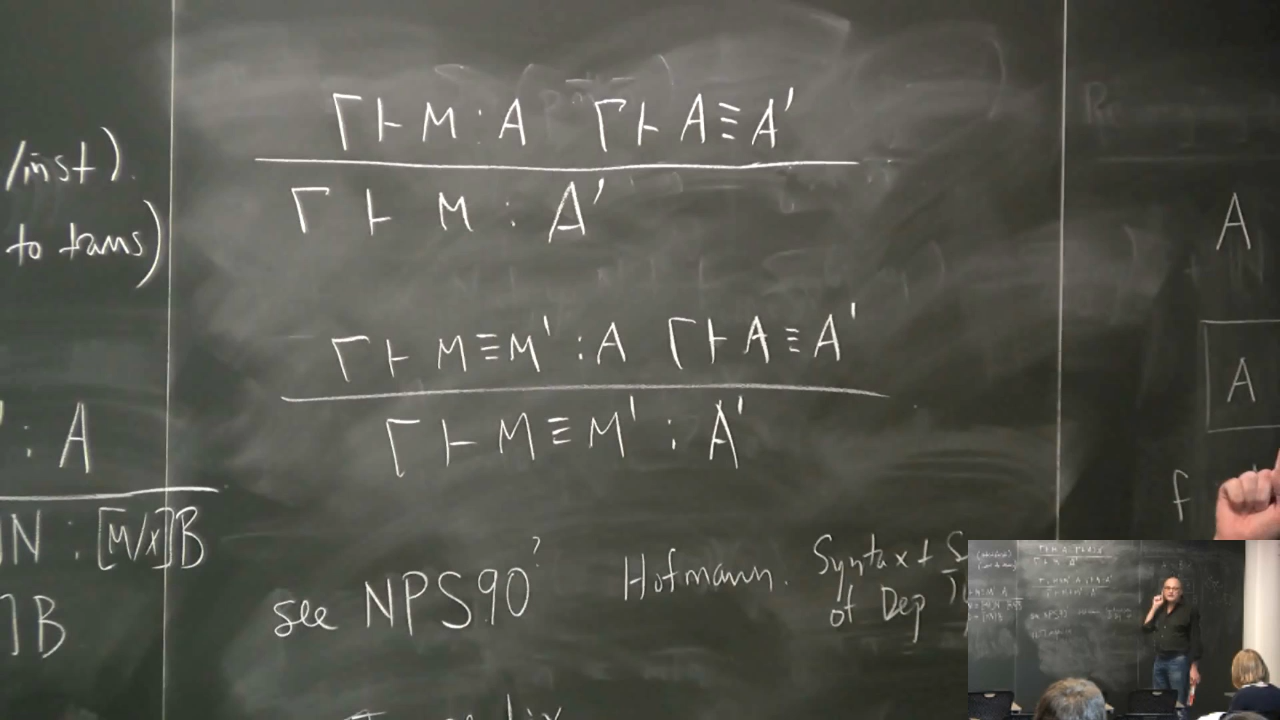 /inst).
to trans)
: A
N : [M/x]B
B
Γ ⊢ M : A Γ ⊢ A ≡ A'
Γ ⊢ M : A'
Γ ⊢ M ≡ M' : A Γ ⊢ A ≡ A'
Γ ⊢ M ≡ M' : A'
see NPS90?
Hofmann. Syntax +
of Dep
A
A
f